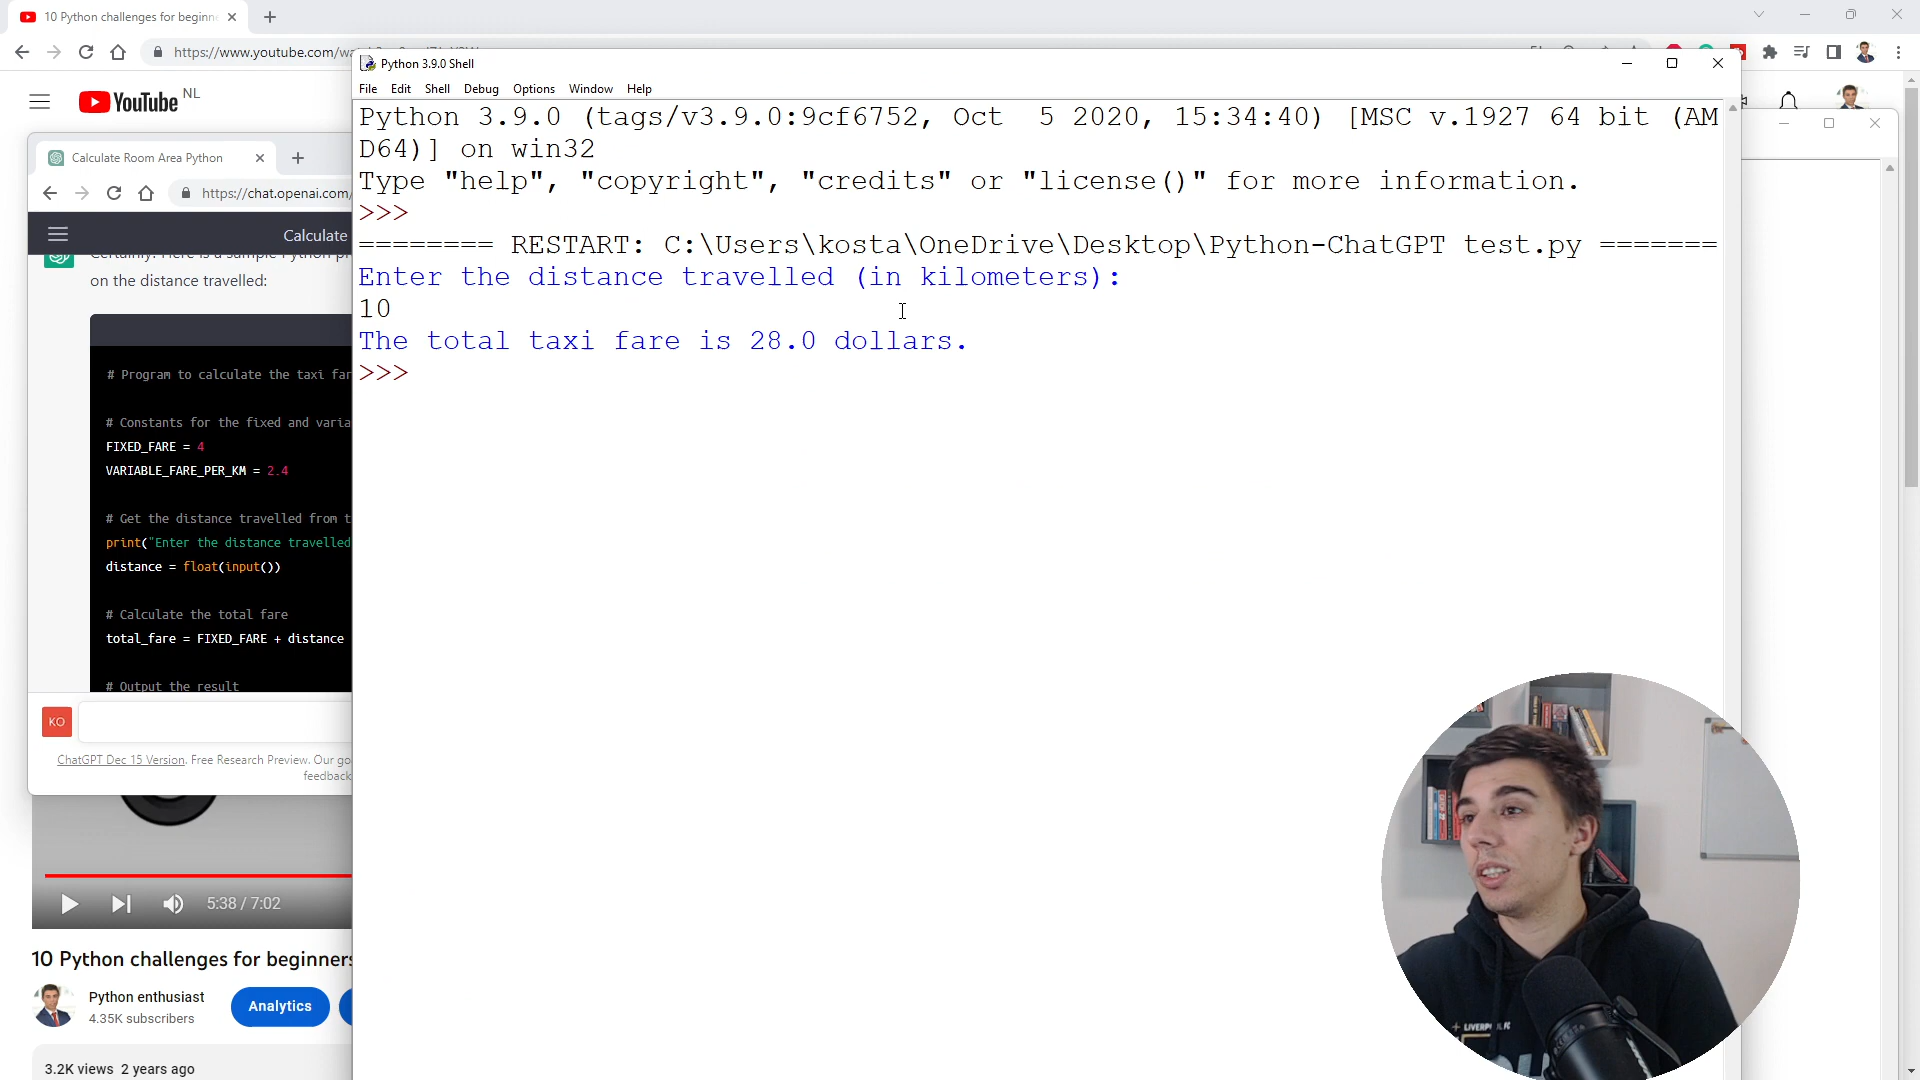 10 Python challenges for beginn
https://www.youtube.com/wa
Python 3.9.0 Shell
File Edit Shell Debug Options Window Help
YouTube NL
Python 3.9.0 (tags/v3.9.0:9cf6752, Oct  5 2020, 15:34:40) [MSC v.1927 64 bit (AM
D64)] on win32
Type "help", "copyright", "credits" or "license()" for more information.
>>>
======== RESTART: C:\Users\kosta\OneDrive\Desktop\Python-ChatGPT test.py =======
Enter the distance travelled (in kilometers):
10
The total taxi fare is 28.0 dollars.
>>>
Calculate Room Area Python
https://chat.openai.com/
Calculate
on the distance travelled:
# Program to calculate the taxi far
# Constants for the fixed and varia
FIXED_FARE = 4
VARIABLE_FARE_PER_KM = 2.4
# Get the distance travelled from t
print("Enter the distance travelled
distance = float(input())
# Calculate the total fare
total_fare = FIXED_FARE + distance
# Output the result
KO
ChatGPT Dec 15 Version. Free Research Preview. Our go
feedback
5:38 / 7:02
10 Python challenges for beginners
Python enthusiast
4.35K subscribers
Analytics
3.2K views 2 years ago
LIVERP FC